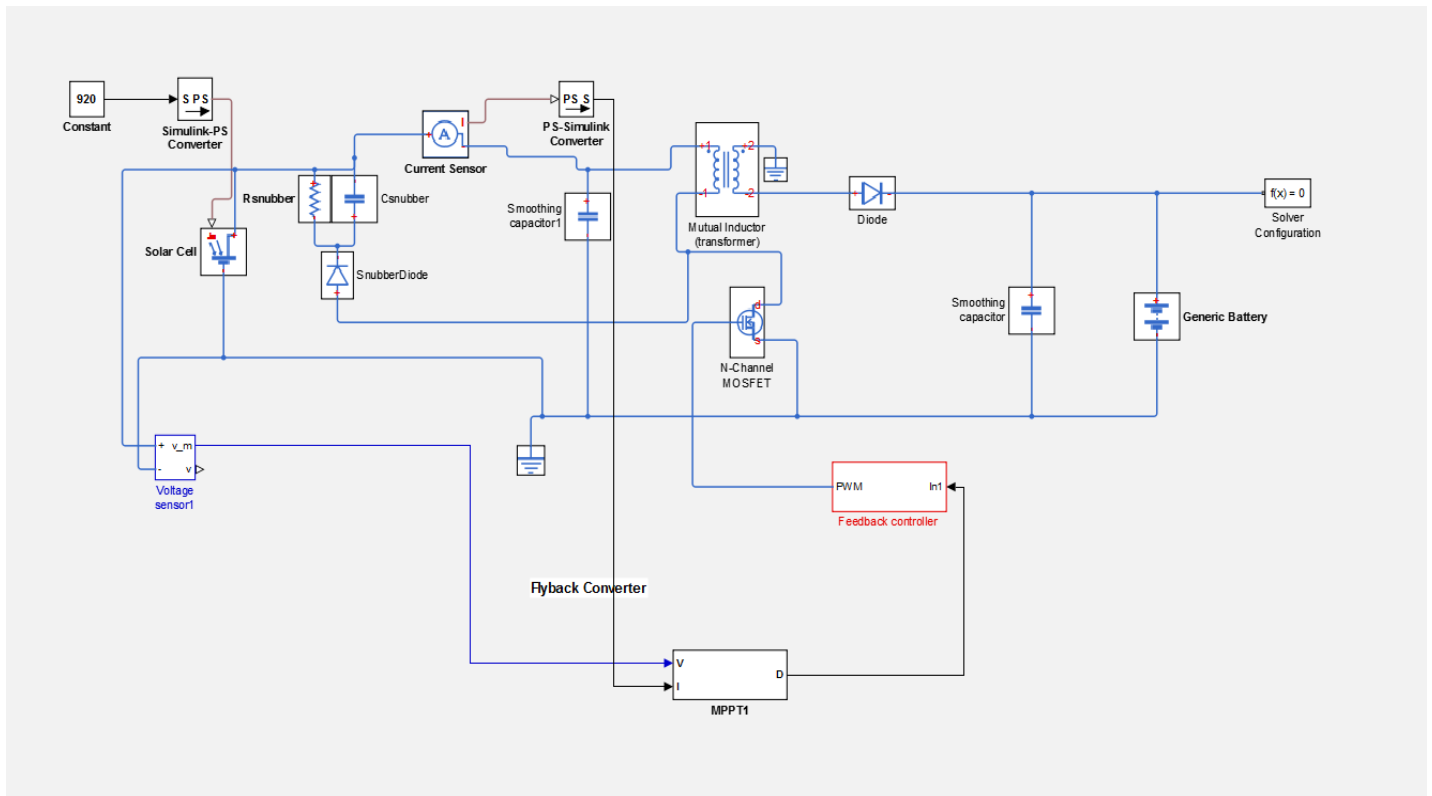 920
Constant
S PS
Simulink-PS
Converter
PS S
PS-Simulink
Converter
A
I
Current Sensor
+1
+2
-1
-2
Mutual Inductor
(transformer)
Diode
f(x) = 0
Solver
Configuration
Rsnubber
Csnubber
Smoothing
capacitor1
Solar Cell
SnubberDiode
d
s
N-Channel
MOSFET
Smoothing
capacitor
Generic Battery
+ v_m
- v
Voltage
sensor1
PWM In1
Feedback controller
Flyback Converter
V
I
D
MPPT1